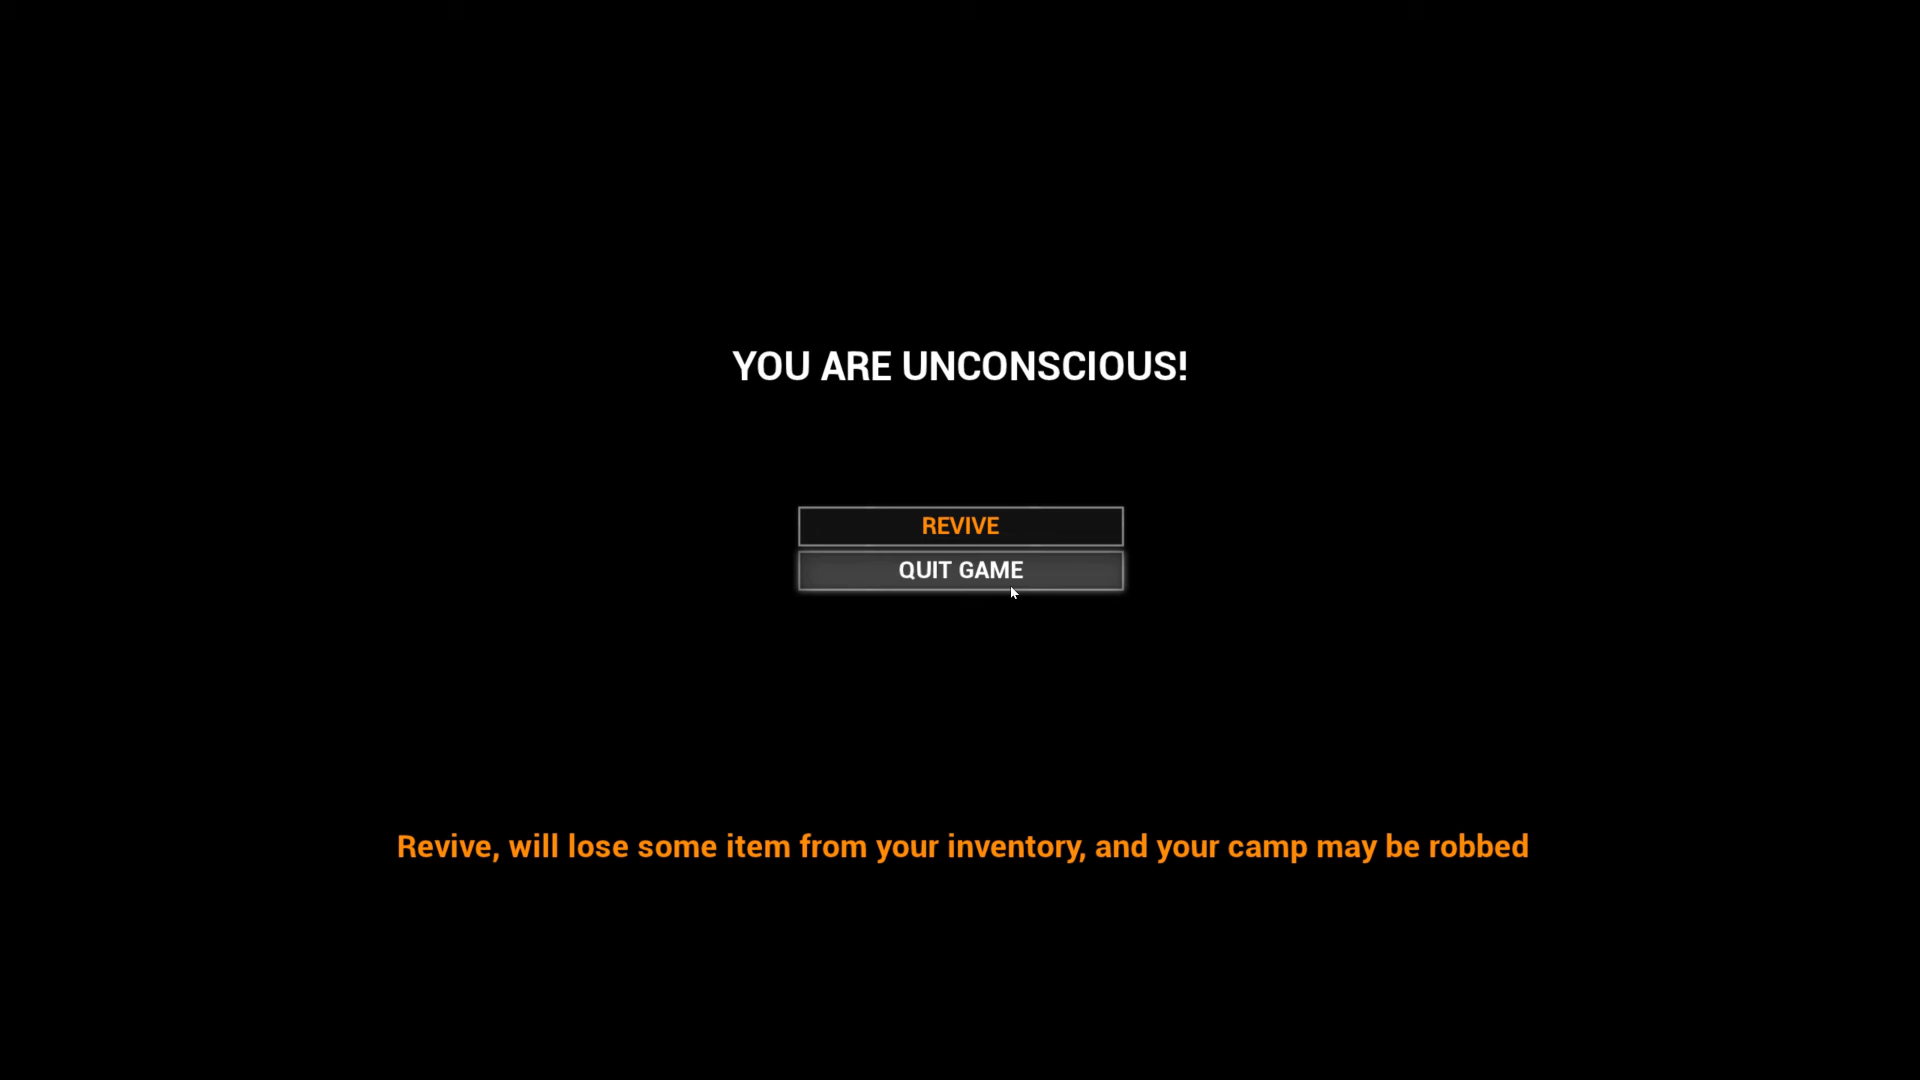 YOU ARE UNCONSCIOUS!
REVIVE
QUIT GAME
Revive, will lose some item from your inventory, and your camp may be robbed